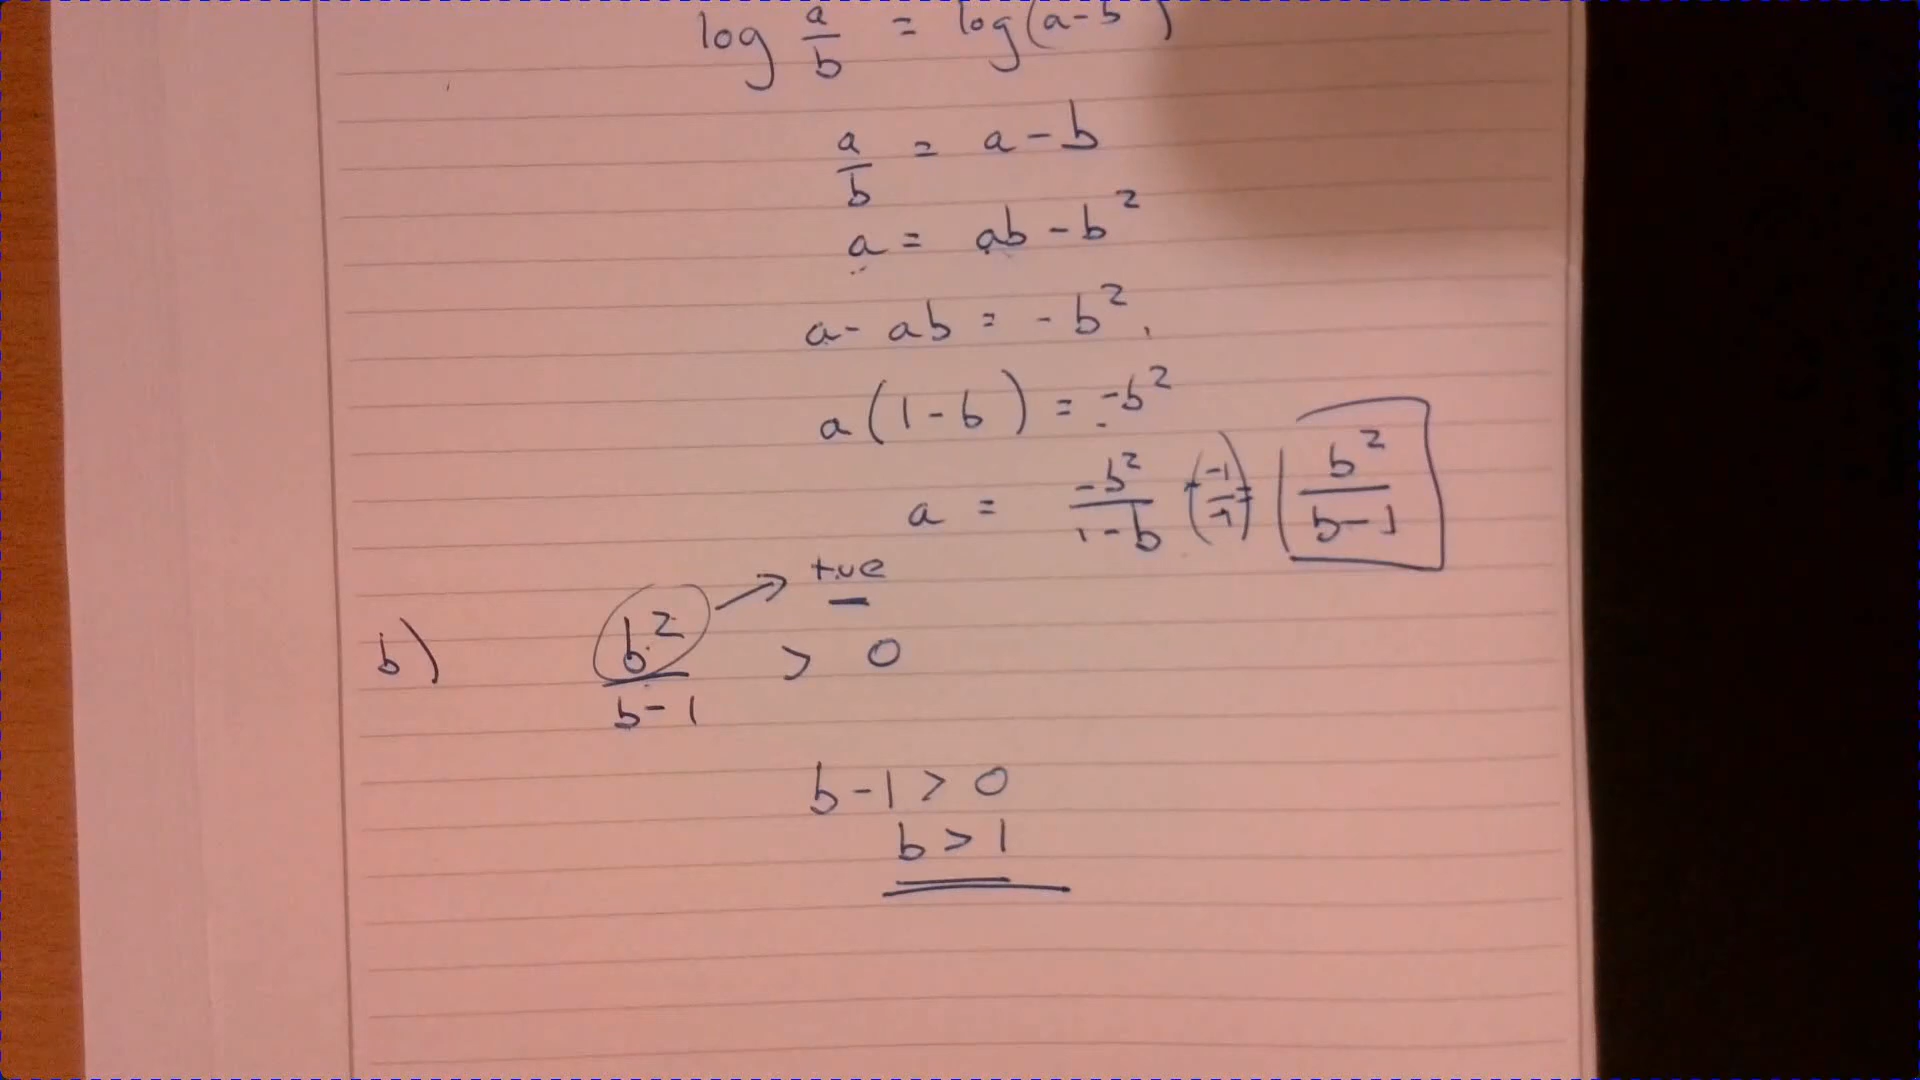 log a/b = log(a-b)
a/b = a-b
a = ab-b²
a-ab = -b²
a(1-b) = -b²
a = -b²/1-b (-1/-1) = b²/b-1
+ve
b) b²/b-1 > 0
b-1 > 0
b > 1